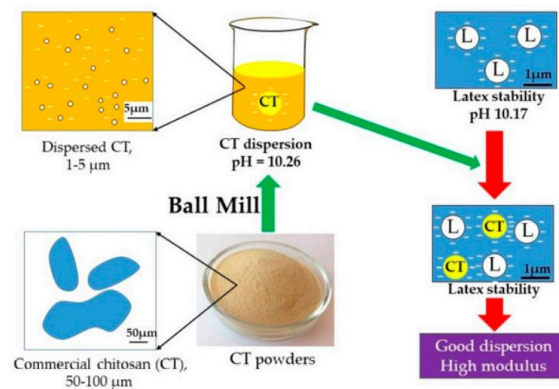 5μm
Dispersed CT,
1-5 μm
CT
CT dispersion
pH = 10.26
L
L
L
1μm
Latex stability
pH 10.17
Ball Mill
50μm
Commercial chitosan (CT),
50-100 μm
CT powders
L
CT
L
CT
L
1μm
Latex stability
Good dispersion
High modulus